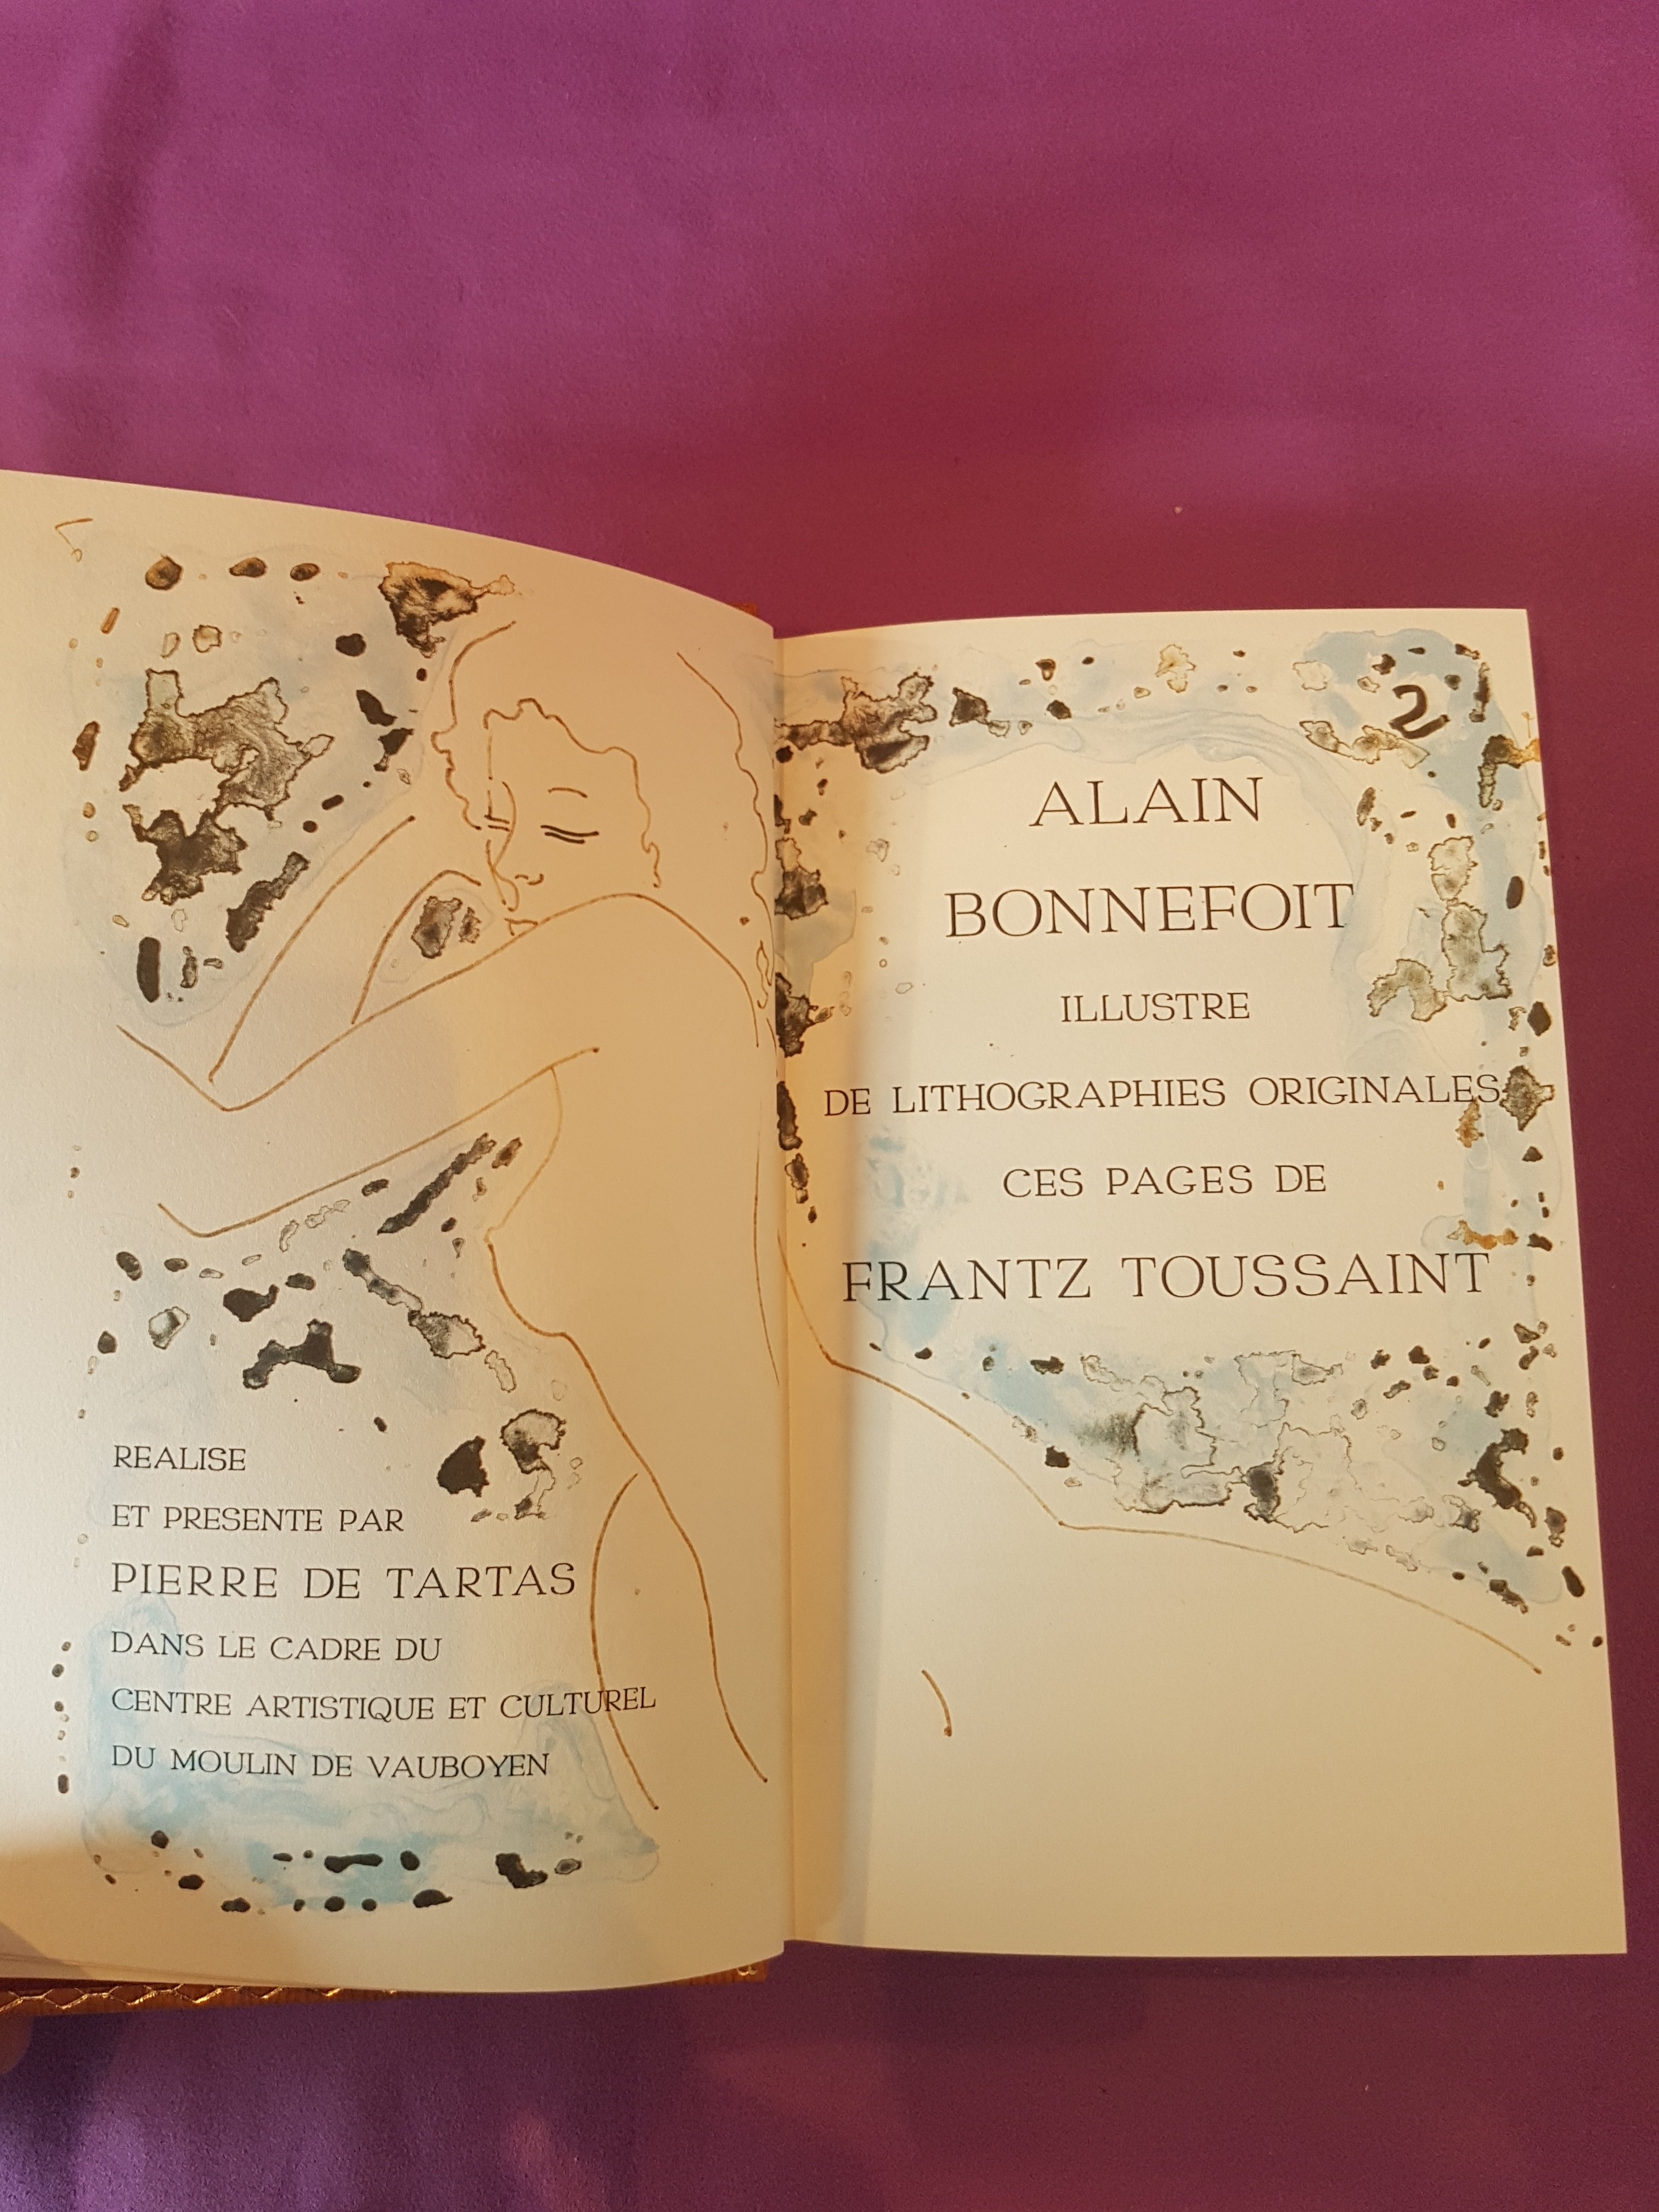 REALISE
ET PRESENTE PAR
PIERRE DE TARTAS
DANS LE CADRE DU
CENTRE ARTISTIQUE ET CULTUREL
DU MOULIN DE VAUBOYEN
ALAIN
BONNEFOIT
ILLUSTRE
DE LITHOGRAPHIES ORIGINALES
CES PAGES DE
FRANTZ TOUSSAINT